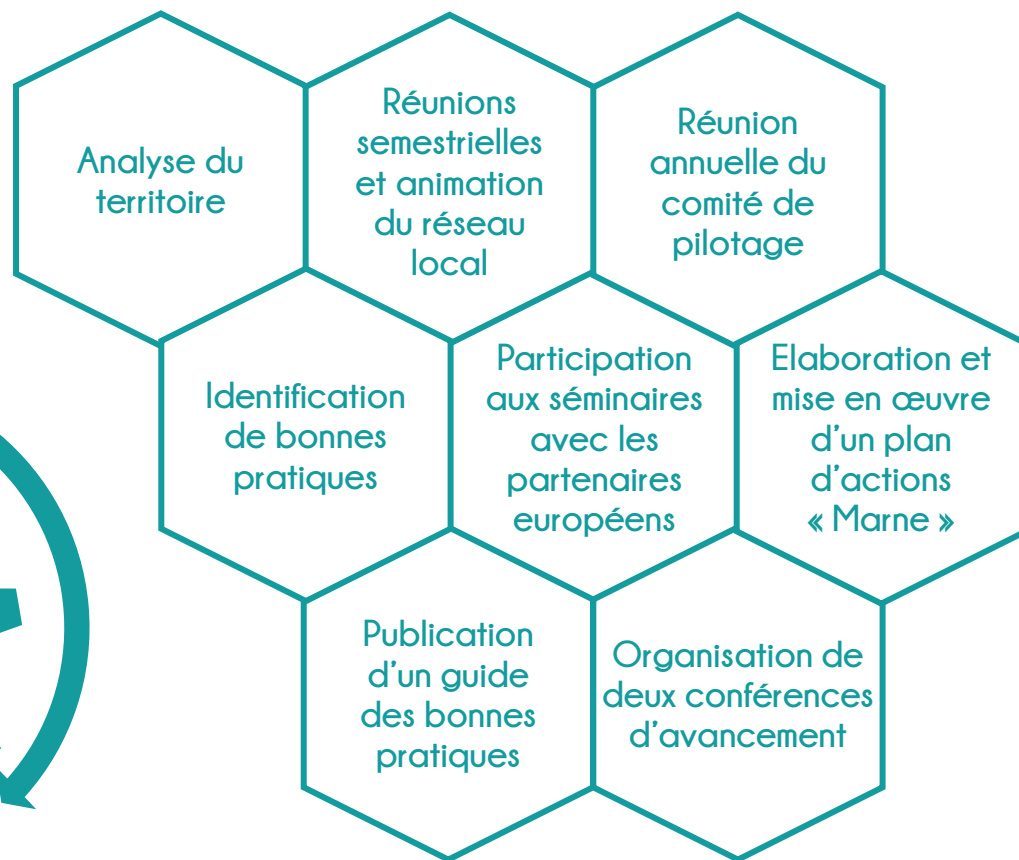 Analyse du
territoire
Réunions
semestrielles
et animation
du réseau
local
Réunion
annuelle du
comité de
pilotage
Identification
de bonnes
pratiques
Participation
aux séminaires
avec les
partenaires
européens
Elaboration et
mise en œuvre
d'un plan
d'actions
« Marne »
Publication
d'un guide
des bonnes
pratiques
Organisation de
deux conférences
d'avancement